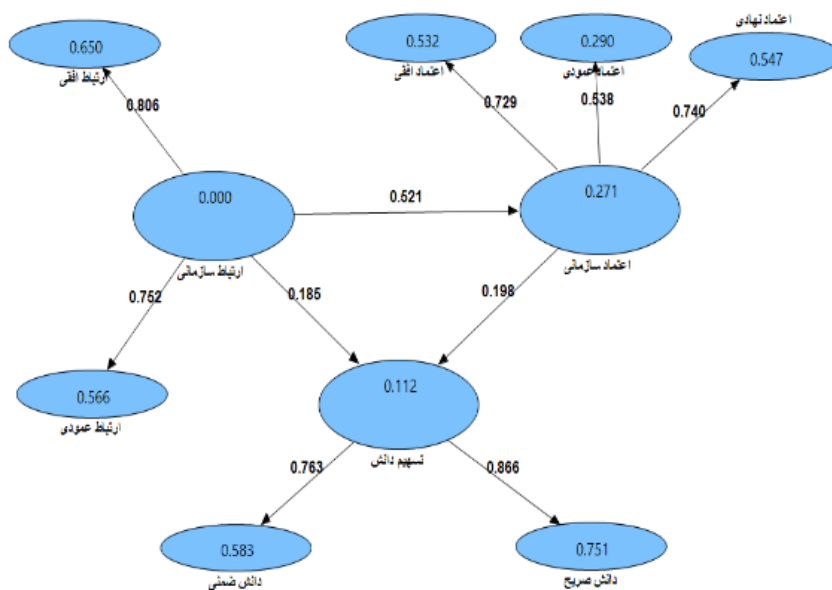 اعتماد نهادی
0.650
0.532
0.290
0.547
ارتباط افقی
اعتماد افقی
اعتماد عمودی
0.806
0.729
0.538
0.740
0.000
0.521
0.271
ارتباط سازمانی
اعتماد سازمانی
0.752
0.185
0.198
0.566
0.112
ارتباط عمودی
تسهیم دانش
0.763
0.866
0.583
0.751
دانش ضمنی
دانش صریح